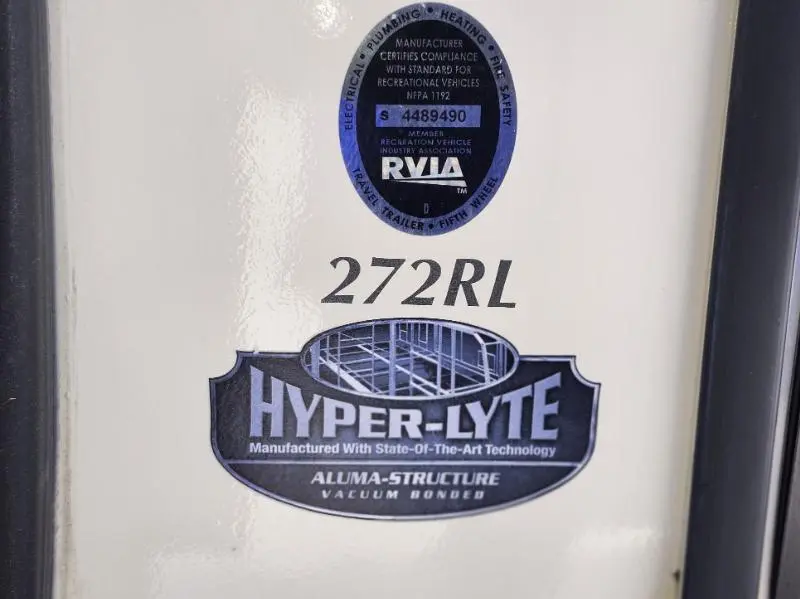 ELECTRICAL • PLUMBING • HEATING • FIRE SAFETY
MANUFACTURER
CERTIFIES COMPLIANCE
WITH STANDARD FOR
RECREATIONAL VEHICLES
NFPA 1192
S 4489490
MEMBER
RECREATION VEHICLE
INDUSTRY ASSOCIATION
RVIA
TM
D
TRAVEL TRAILER • FIFTH WHEEL
272RL
HYPER-LYTE
Manufactured With State-Of-The-Art Technology
ALUMA-STRUCTURE
VACUUM BONDED